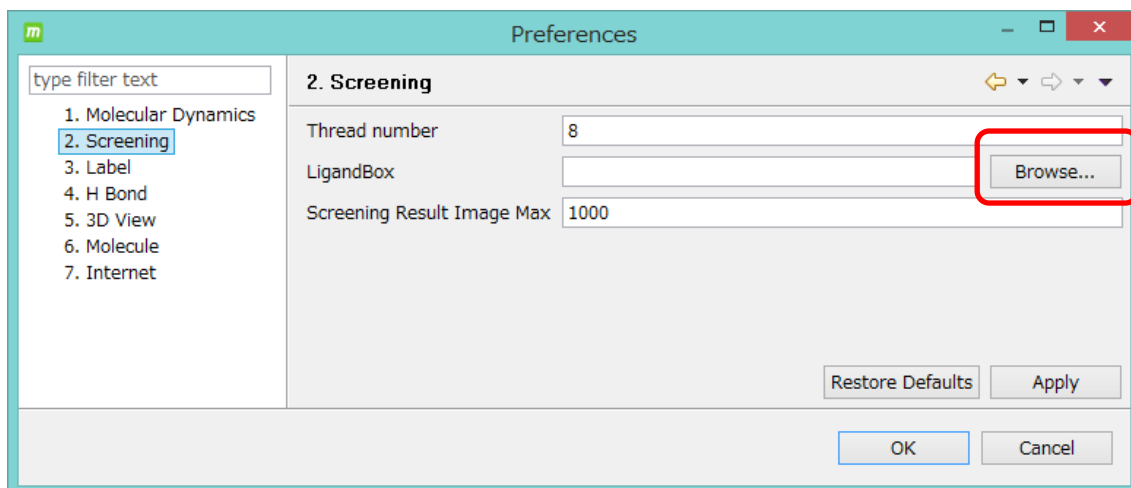 m
Preferences
type filter text
1. Molecular Dynamics
2. Screening
3. Label
4. H Bond
5. 3D View
6. Molecule
7. Internet
2. Screening
Thread number 8
LigandBox Browse...
Screening Result Image Max 1000
Restore Defaults Apply
OK Cancel